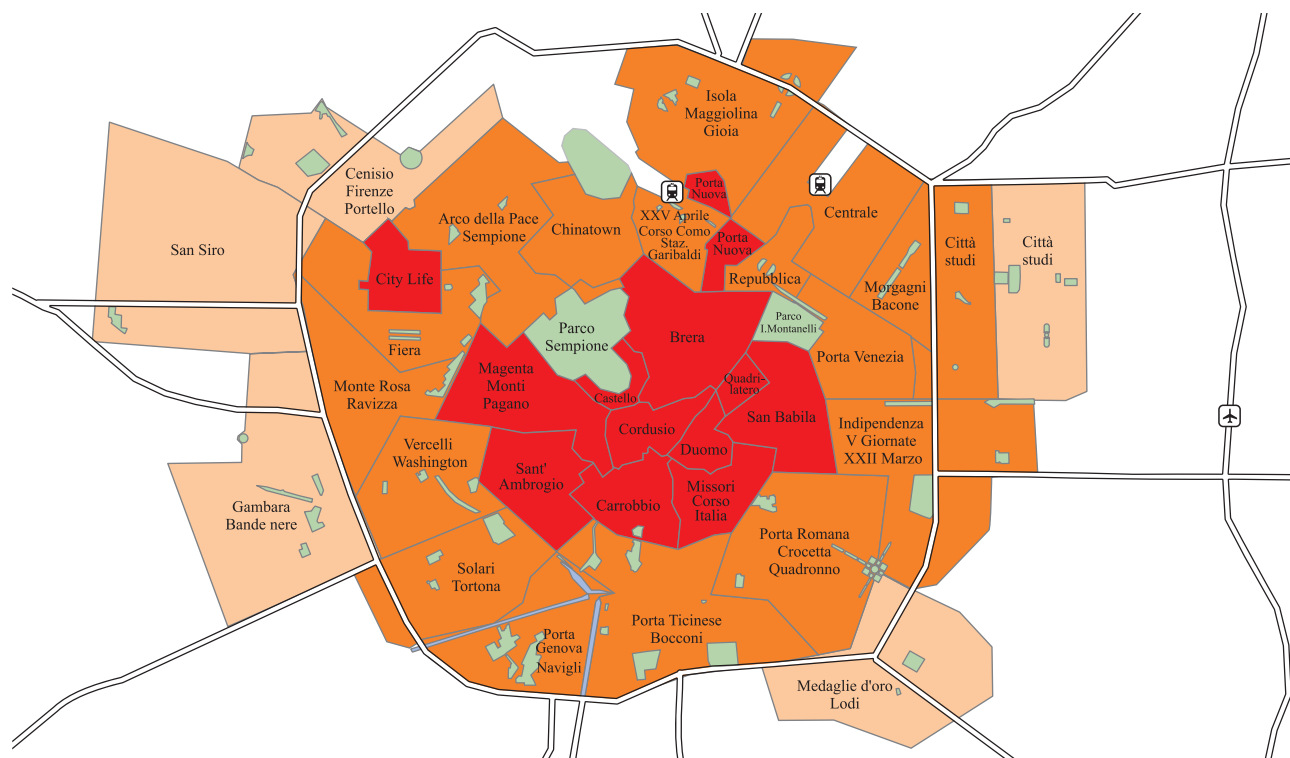 Isola
Maggiolina
Gioia
Cenisio
Firenze
Portello
Porta
Nuova
Arco della Pace
Sempione
Chinatown
XXV Aprile
Corso Como
Staz.
Garibaldi
Porta
Nuova
Centrale
Città
studi
Città
studi
San Siro
City Life
Repubblica
Morgagni
Bacone
Parco
Sempione
Brera
Parco
I.Montanelli
Fiera
Porta Venezia
Magenta
Monti
Pagano
Monte Rosa
Ravizza
Castello
Quadri-
latero
San Babila
Cordusio
Duomo
Indipendenza
V Giornate
XXII Marzo
Vercelli
Washington
Sant'
Ambrogio
Carrobbio
Missori
Corso
Italia
Gambara
Bande nere
Porta Romana
Crocetta
Quadronno
Solari
Tortona
Porta
Genova
Navigli
Porta Ticinese
Bocconi
Medaglie d'oro
Lodi